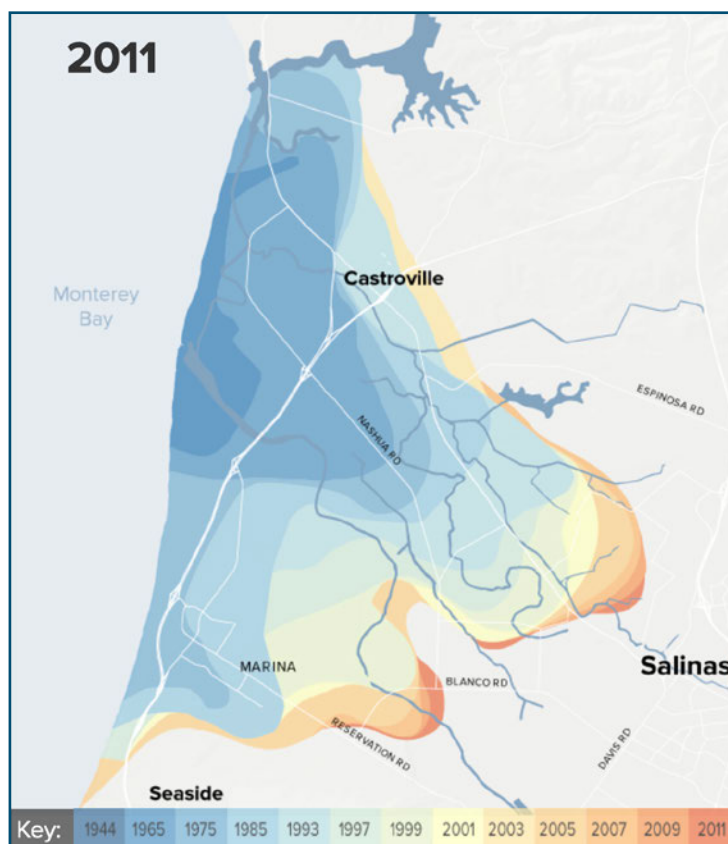 2011
Castroville
Monterey
Bay
ESPINOSA RD
NASHUA RD
MARINA
Salinas
BLANCO RD
RESERVATION RD
DAVIS RD
Seaside
Key: 1944 1965 1975 1985 1993 1997 1999 2001 2003 2005 2007 2009 2011